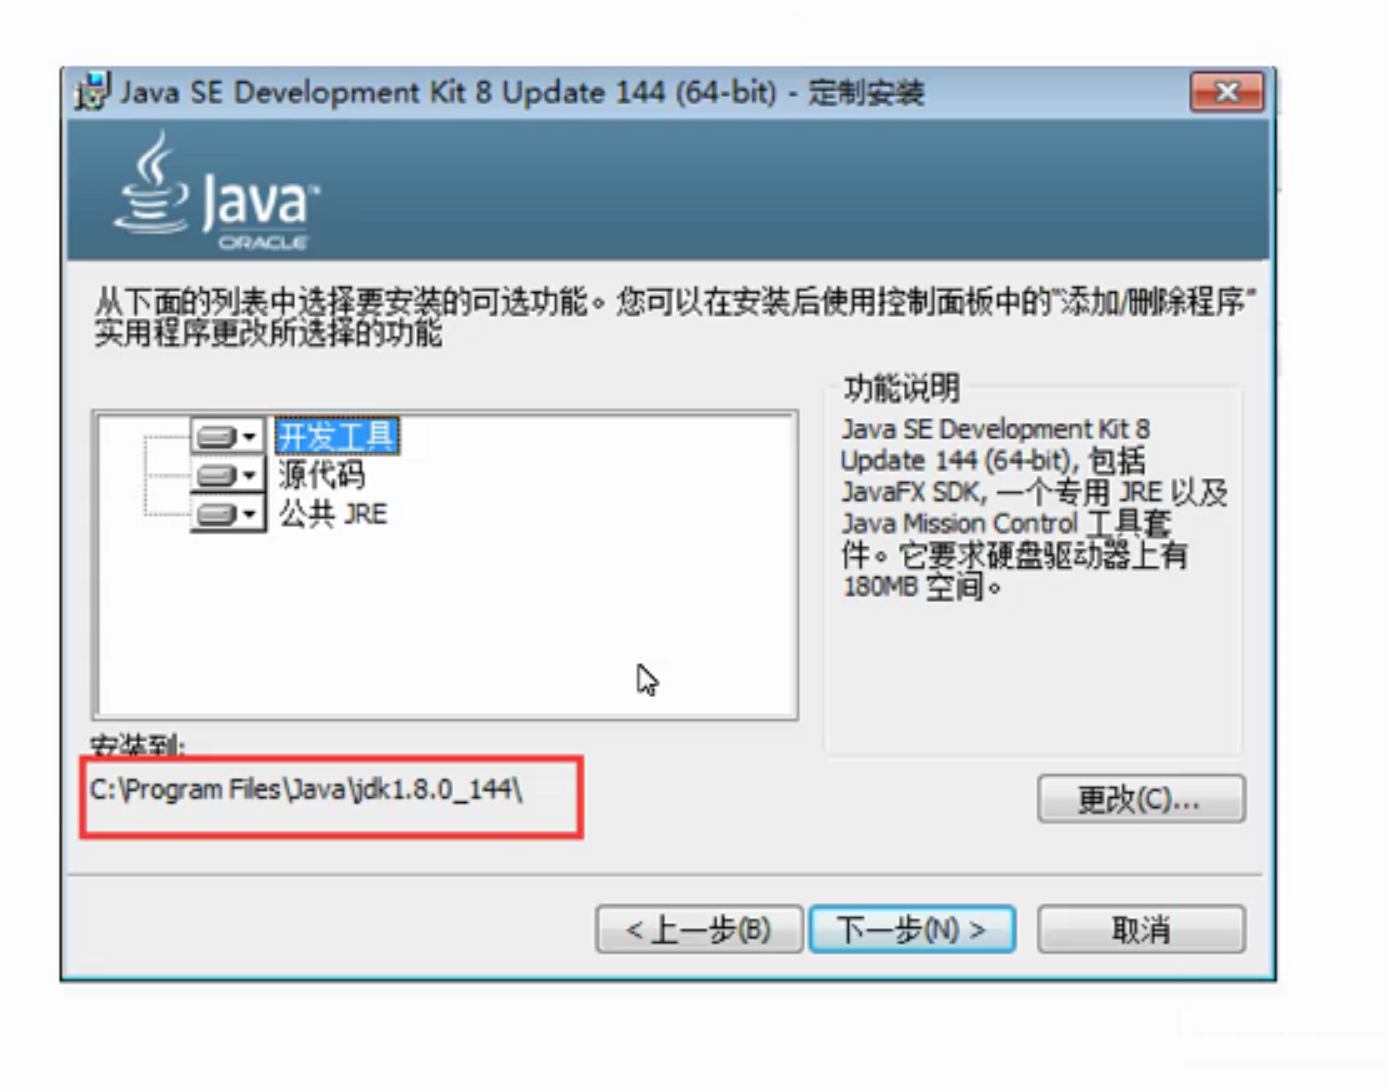 Java SE Development Kit 8 Update 144 (64-bit) - 定制安装
Java™
ORACLE
从下面的列表中选择要安装的可选功能。您可以在安装后使用控制面板中的"添加/删除程序"
实用程序更改所选择的功能
开发工具
源代码
公共 JRE
功能说明
Java SE Development Kit 8
Update 144 (64-bit), 包括
JavaFX SDK, 一个专用 JRE 以及
Java Mission Control 工具套
件。它要求硬盘驱动器上有
180MB 空间。
安装到:
C:\Program Files\Java\jdk1.8.0_144\
更改(C)...
< 上一步(B)
下一步(N) >
取消